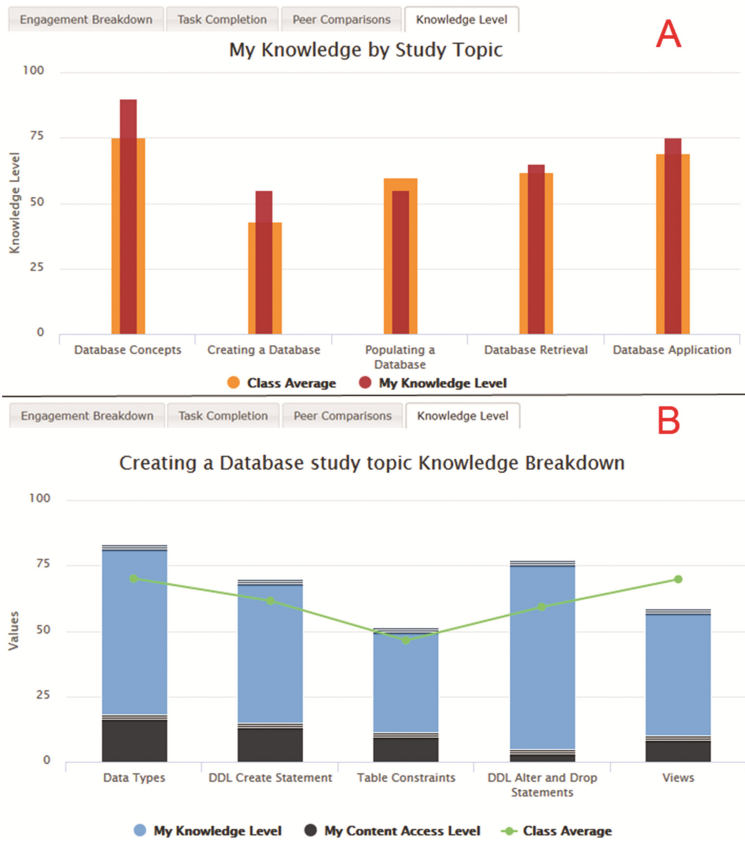 Engagement Breakdown Task Completion Peer Comparisons Knowledge Level
A
My Knowledge by Study Topic
100
75
50
25
0
Knowledge Level
Database Concepts Creating a Database Populating a Database Database Retrieval Database Application
Class Average My Knowledge Level
Engagement Breakdown Task Completion Peer Comparisons Knowledge Level
B
Creating a Database study topic Knowledge Breakdown
100
75
50
25
0
Values
Data Types DDL Create Statement Table Constraints DDL Alter and Drop Statements Views
My Knowledge Level My Content Access Level Class Average